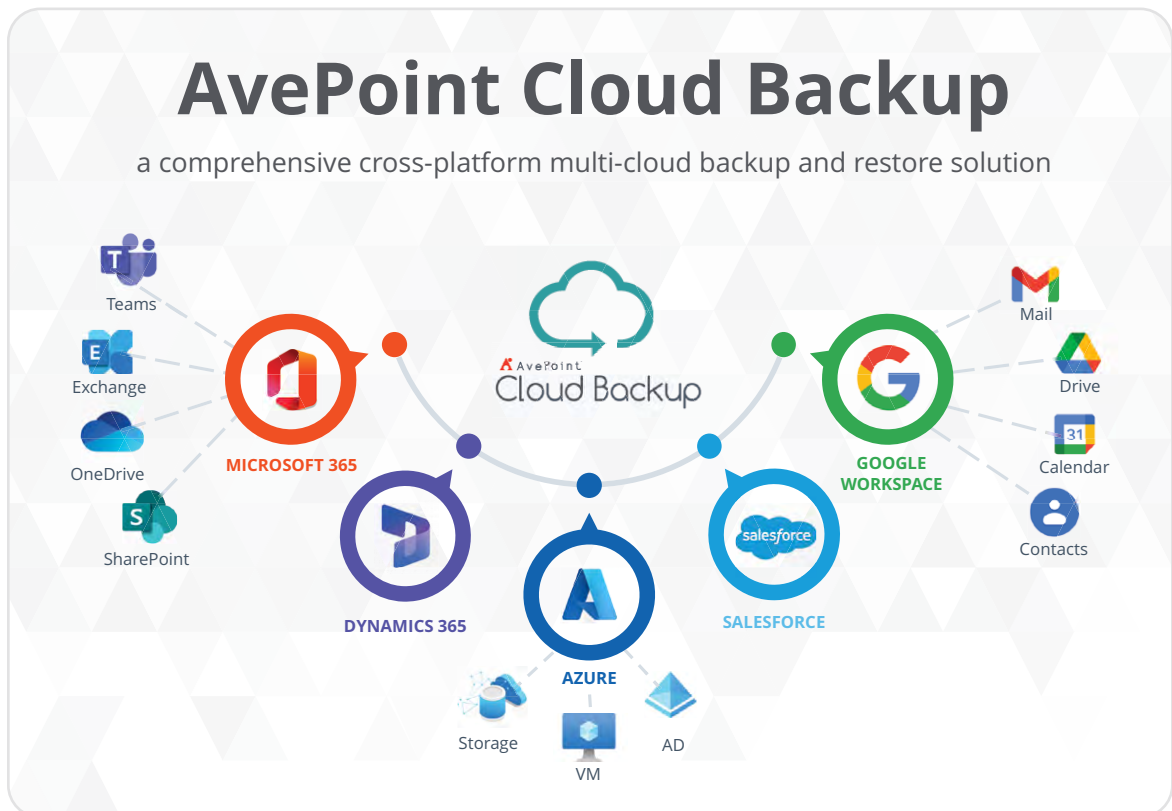 AvePoint Cloud Backup
a comprehensive cross-platform multi-cloud backup and restore solution
T
Teams
E
Exchange
OneDrive
S
SharePoint
MICROSOFT 365
DYNAMICS 365
AvePoint
Cloud Backup
AZURE
Storage
VM
AD
salesforce
SALESFORCE
G
GOOGLE
WORKSPACE
Mail
Drive
31
Calendar
Contacts